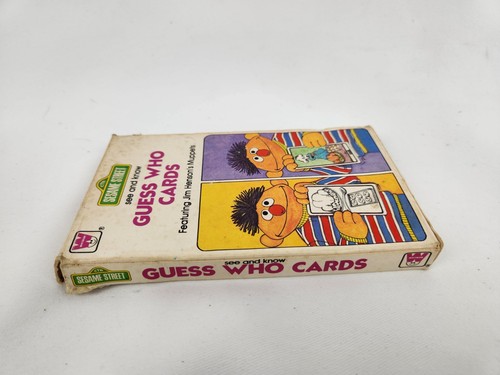 SESAME STREET
see and know
GUESS WHO
CARDS
Featuring Jim Henson's Muppets
®
SESAME STREET
see and know
GUESS WHO CARDS
®